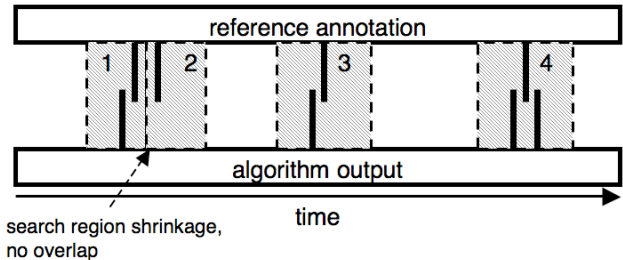 reference annotation
1
2
3
4
algorithm output
time
search region shrinkage,
no overlap